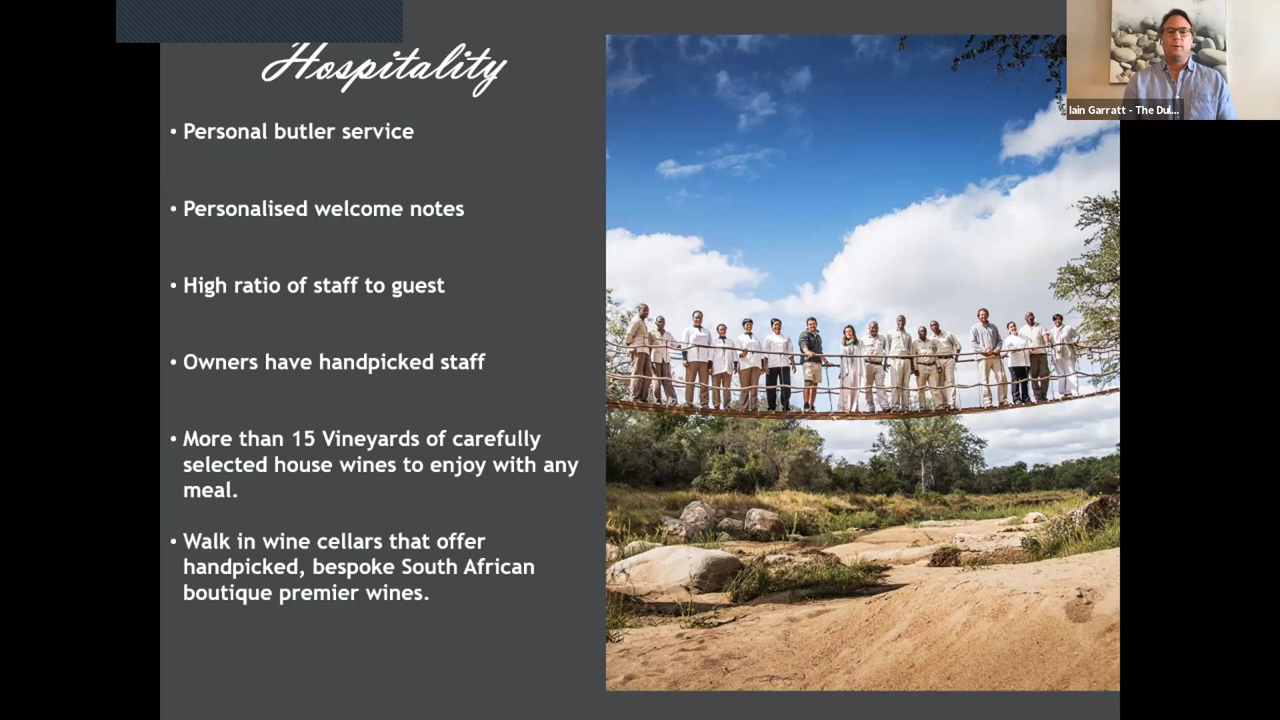 Hospitality
• Personal butler service
• Personalised welcome notes
• High ratio of staff to guest
• Owners have handpicked staff
• More than 15 Vineyards of carefully
selected house wines to enjoy with any
meal.
• Walk in wine cellars that offer
handpicked, bespoke South African
boutique premier wines.
Iain Garratt - The Dul...